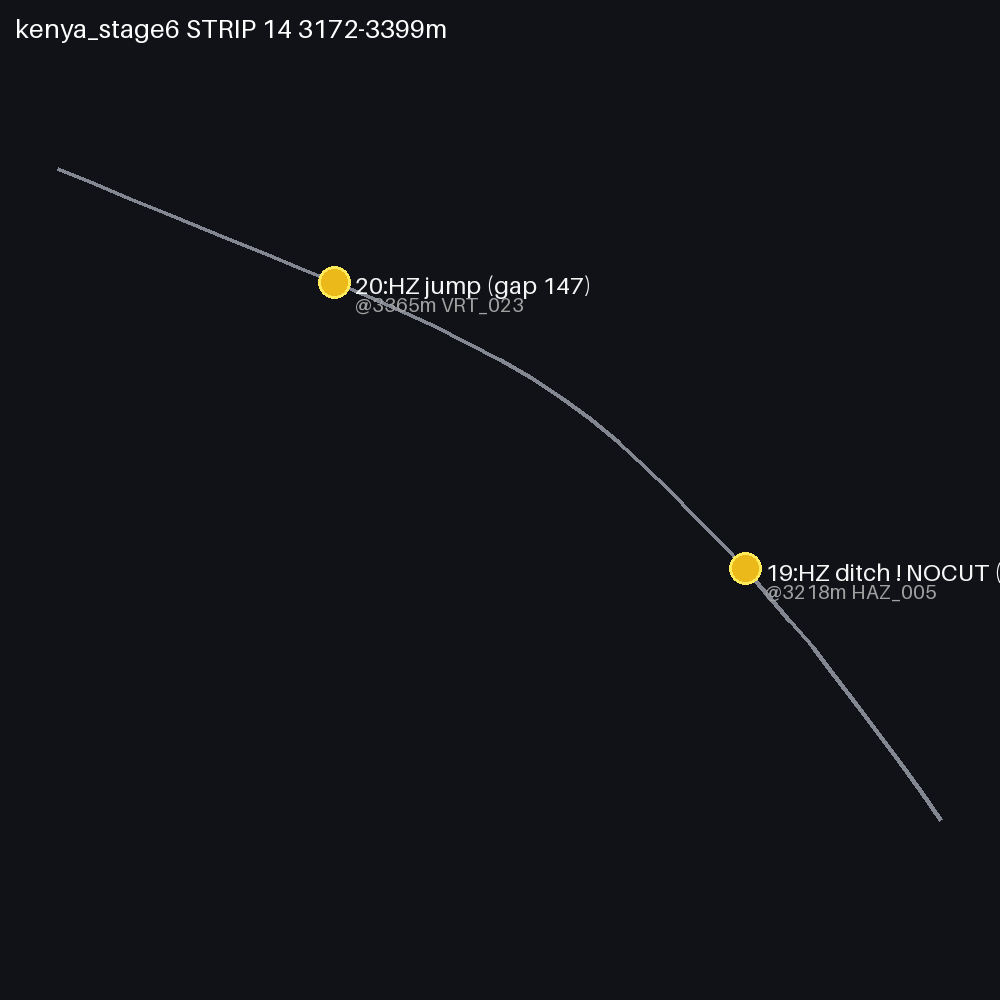 kenya_stage6 STRIP 14 3172-3399m
20:HZ jump (gap 147)
@3365m VRT_023
19:HZ ditch ! NOCUT (
@3218m HAZ_005